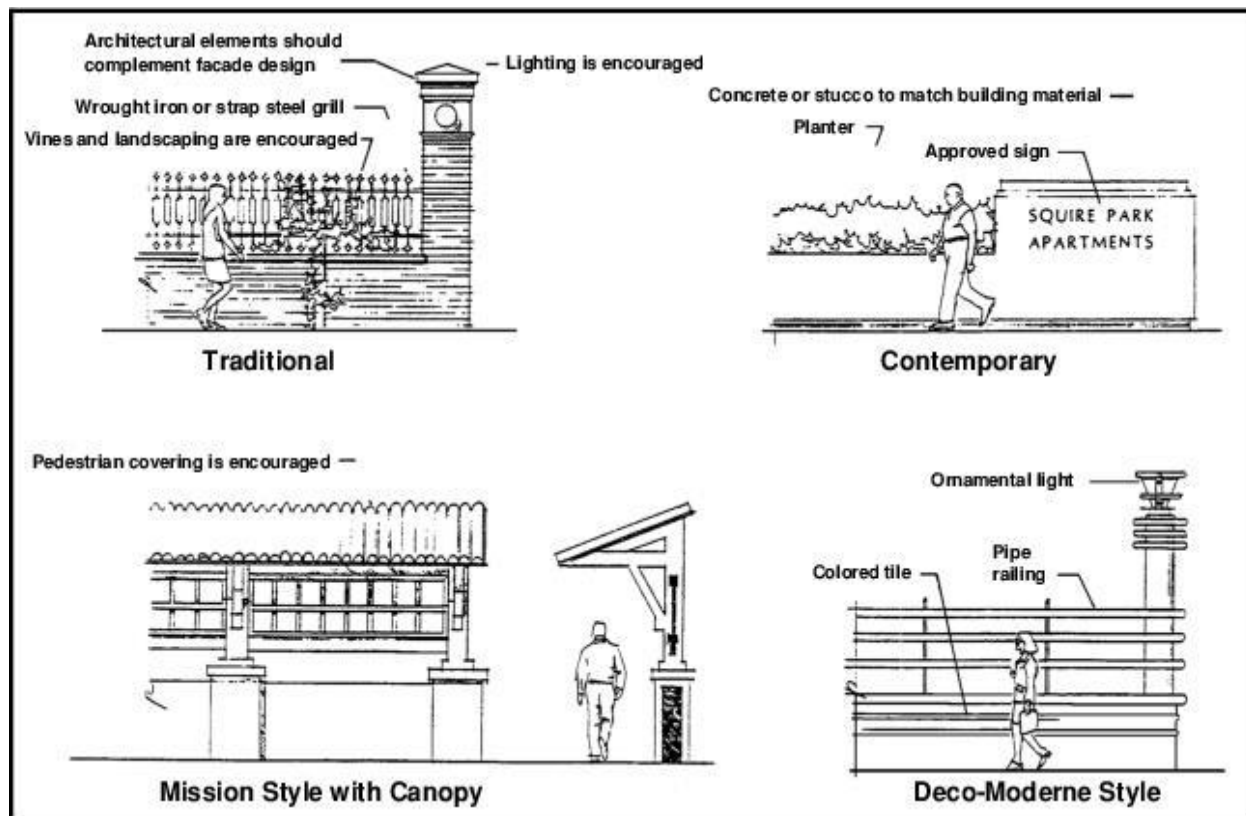 Architectural elements should
complement facade design
Lighting is encouraged
Wrought iron or strap steel grill
Vines and landscaping are encouraged
Traditional
Concrete or stucco to match building material
Planter
Approved sign
SQUIRE PARK
APARTMENTS
Contemporary
Pedestrian covering is encouraged
Mission Style with Canopy
Ornamental light
Pipe
railing
Colored tile
Deco-Moderne Style